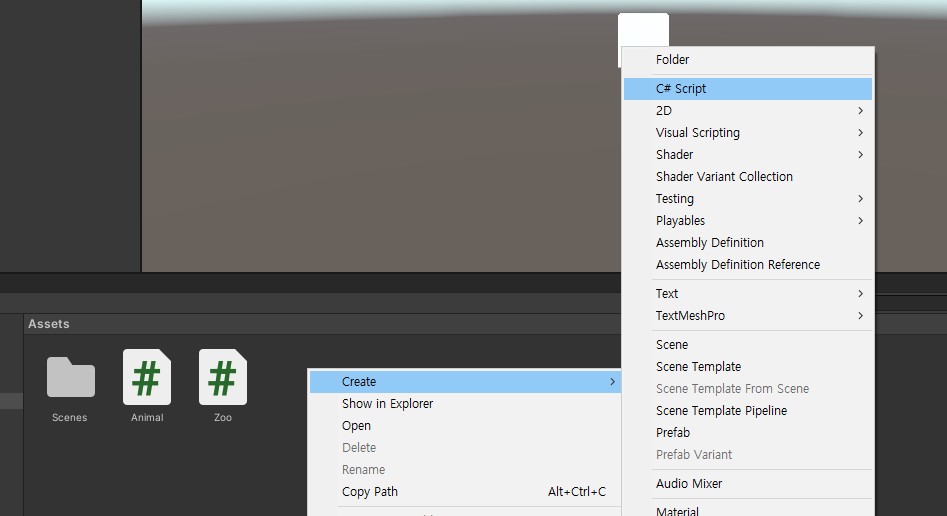 Folder
C# Script
2D
Visual Scripting
Shader
Shader Variant Collection
Testing
Playables
Assembly Definition
Assembly Definition Reference
Text
TextMeshPro
Scene
Scene Template
Scene Template From Scene
Scene Template Pipeline
Prefab
Prefab Variant
Audio Mixer
Material
Assets
Scenes
Animal
Zoo
Create
Show in Explorer
Open
Delete
Rename
Copy Path Alt+Ctrl+C